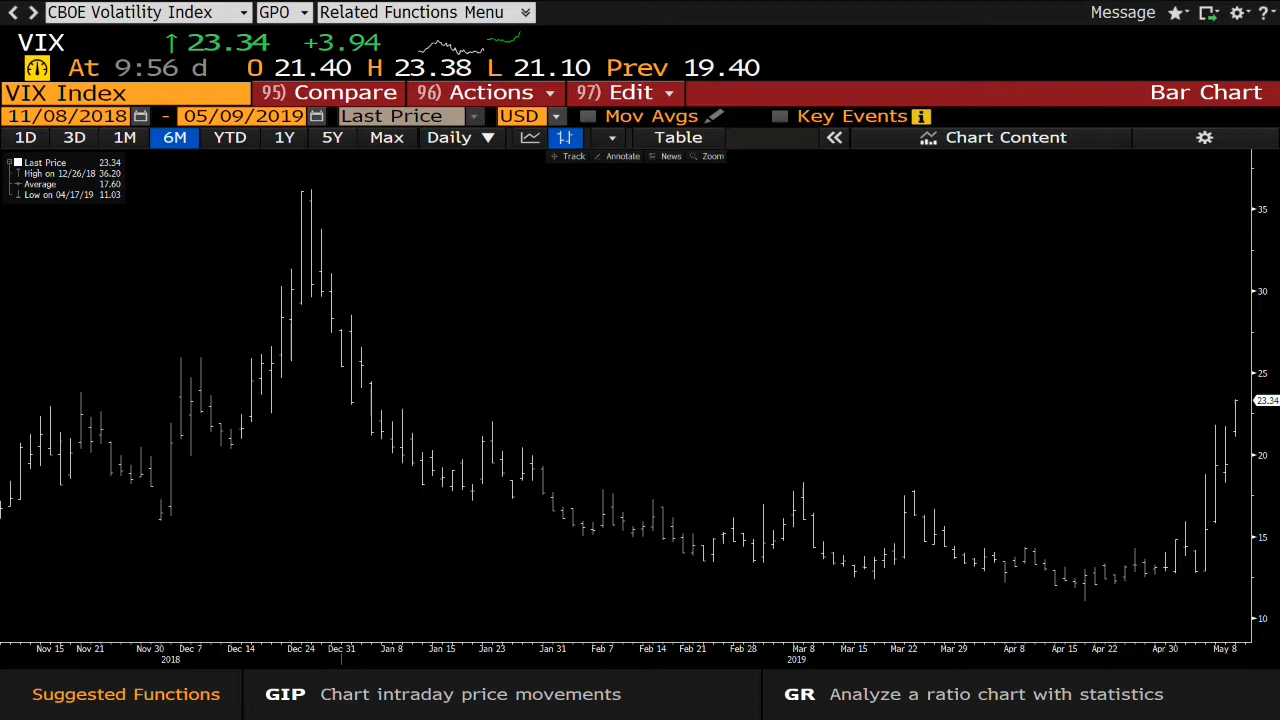 CBOE Volatility Index GPO Related Functions Menu Message ?
VIX ↑ 23.34 +3.94
At 9:56 d O 21.40 H 23.38 L 21.10 Prev 19.40
VIX Index 95) Compare 96) Actions 97) Edit Bar Chart
11/08/2018 - 05/09/2019 Last Price USD Mov Avgs Key Events i
1D 3D 1M 6M YTD 1Y 5Y Max Daily ▼ Table « Chart Content
Track Annotate News Zoom
Last Price 23.34
High on 12/26/18 36.20
Average 17.60
Low on 04/17/19 11.03
35
30
25
23.34
20
15
10
Nov 15 Nov 21 Nov 30 Dec 7 Dec 14 Dec 24 Dec 31 Jan 8 Jan 15 Jan 23 Jan 31 Feb 7 Feb 14 Feb 21 Feb 28 Mar 8 Mar 15 Mar 22 Mar 29 Apr 8 Apr 15 Apr 22 Apr 30 May 8
2018 2019
Suggested Functions GIP Chart intraday price movements GR Analyze a ratio chart with statistics